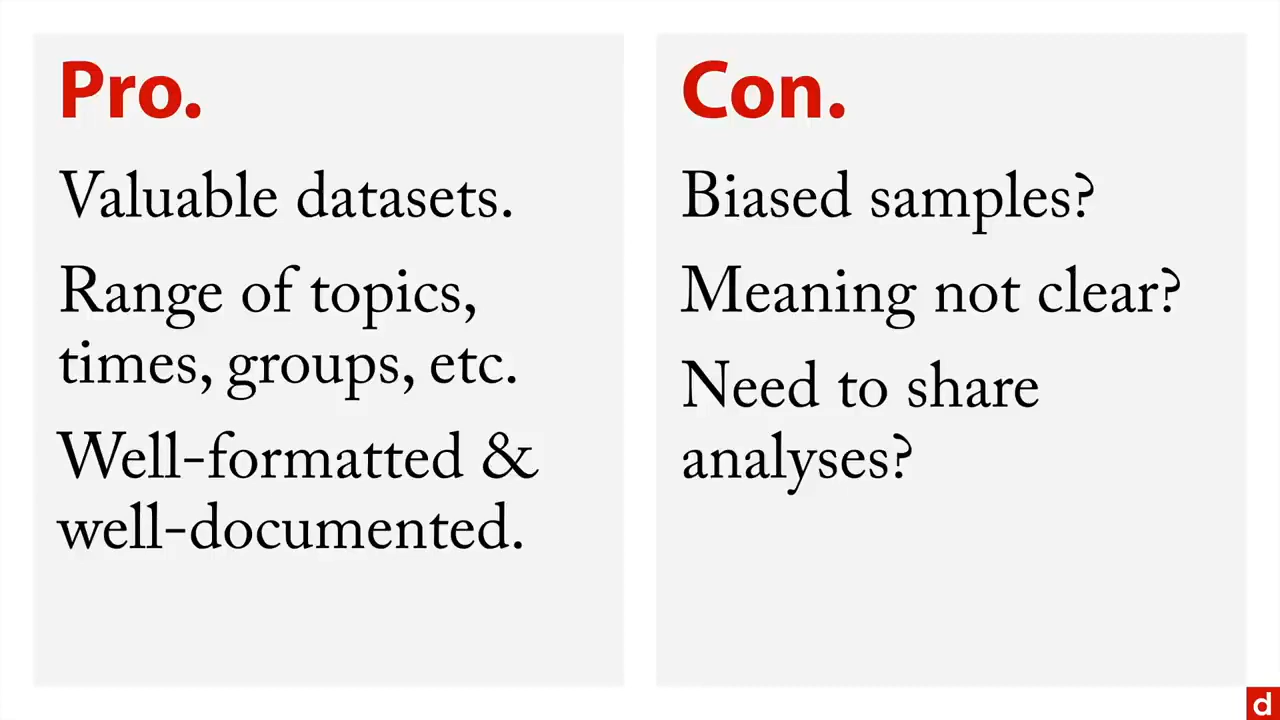 Pro.
Valuable datasets.
Range of topics,
times, groups, etc.
Well-formatted &
well-documented.
Con.
Biased samples?
Meaning not clear?
Need to share
analyses?
d